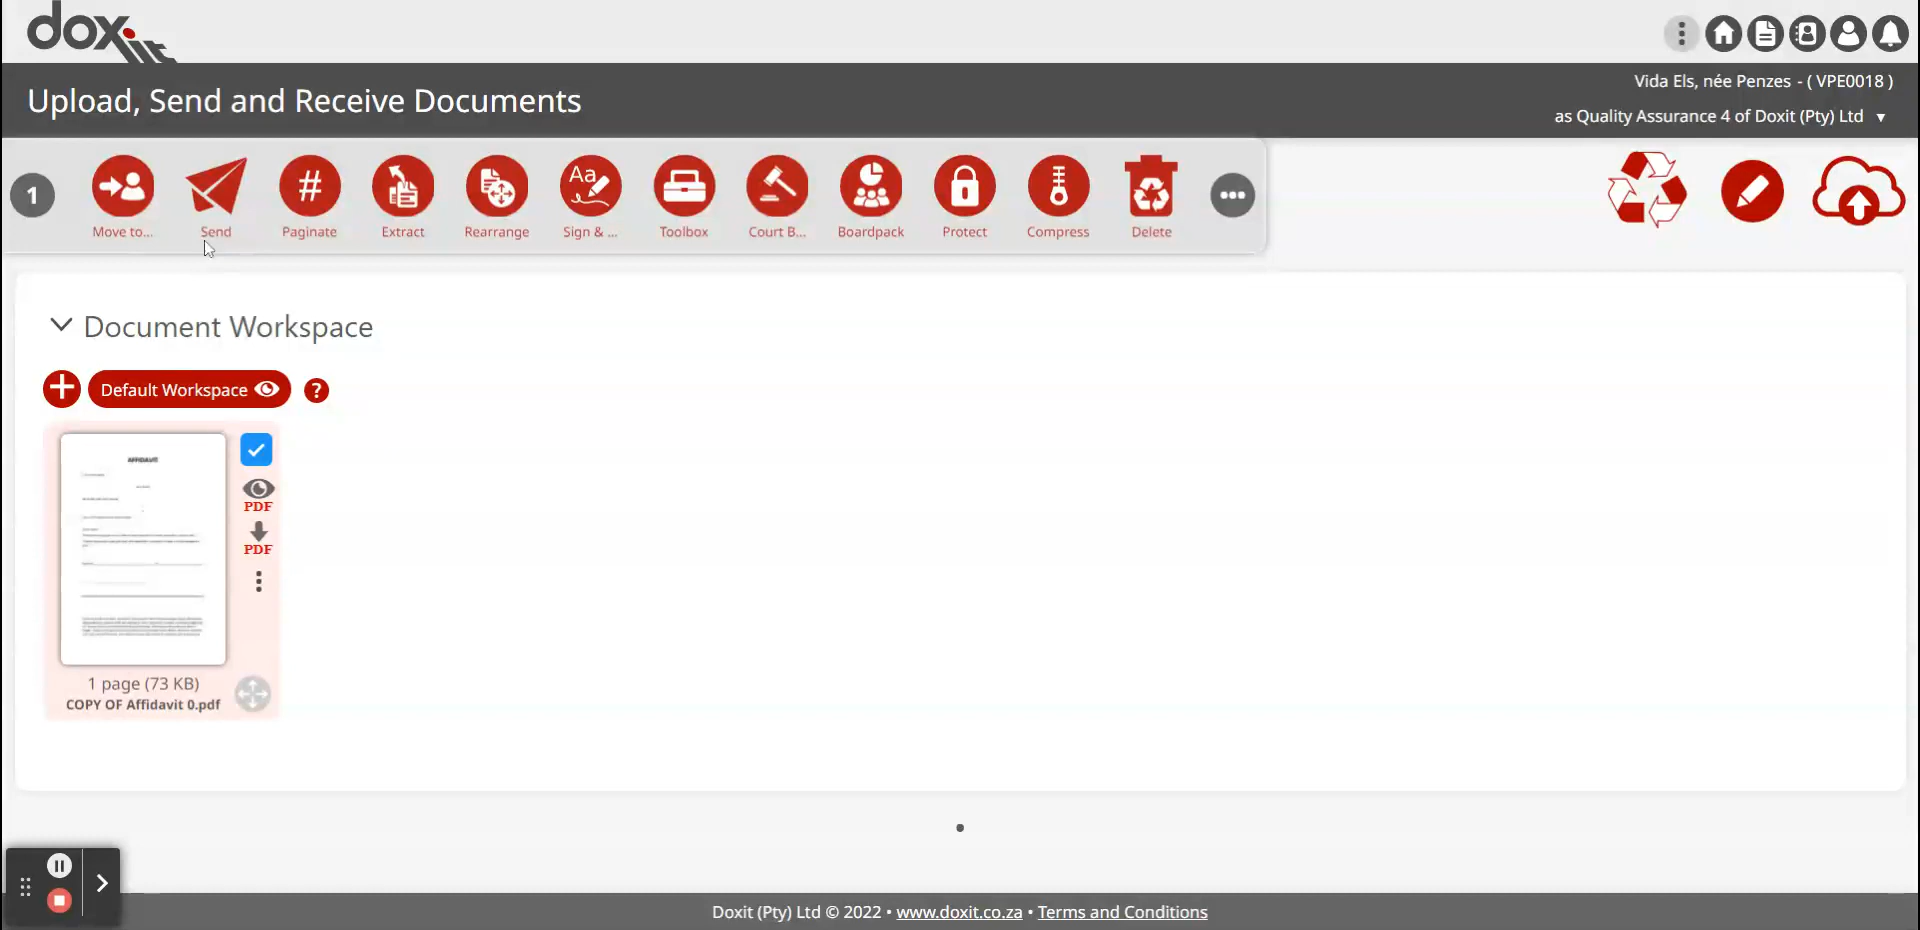 doxit
Upload, Send and Receive Documents
Vida Els, née Penzes - ( VPE0018 )
as Quality Assurance 4 of Doxit (Pty) Ltd ▼
1
Move to...
Send
#
Paginate
Extract
Rearrange
Aa
Sign & ...
Toolbox
Court B...
Boardpack
Protect
Compress
Delete
Document Workspace
Default Workspace
?
AFFIDAVIT
PDF
PDF
1 page (73 KB)
COPY OF Affidavit 0.pdf
Doxit (Pty) Ltd © 2022 • www.doxit.co.za • Terms and Conditions